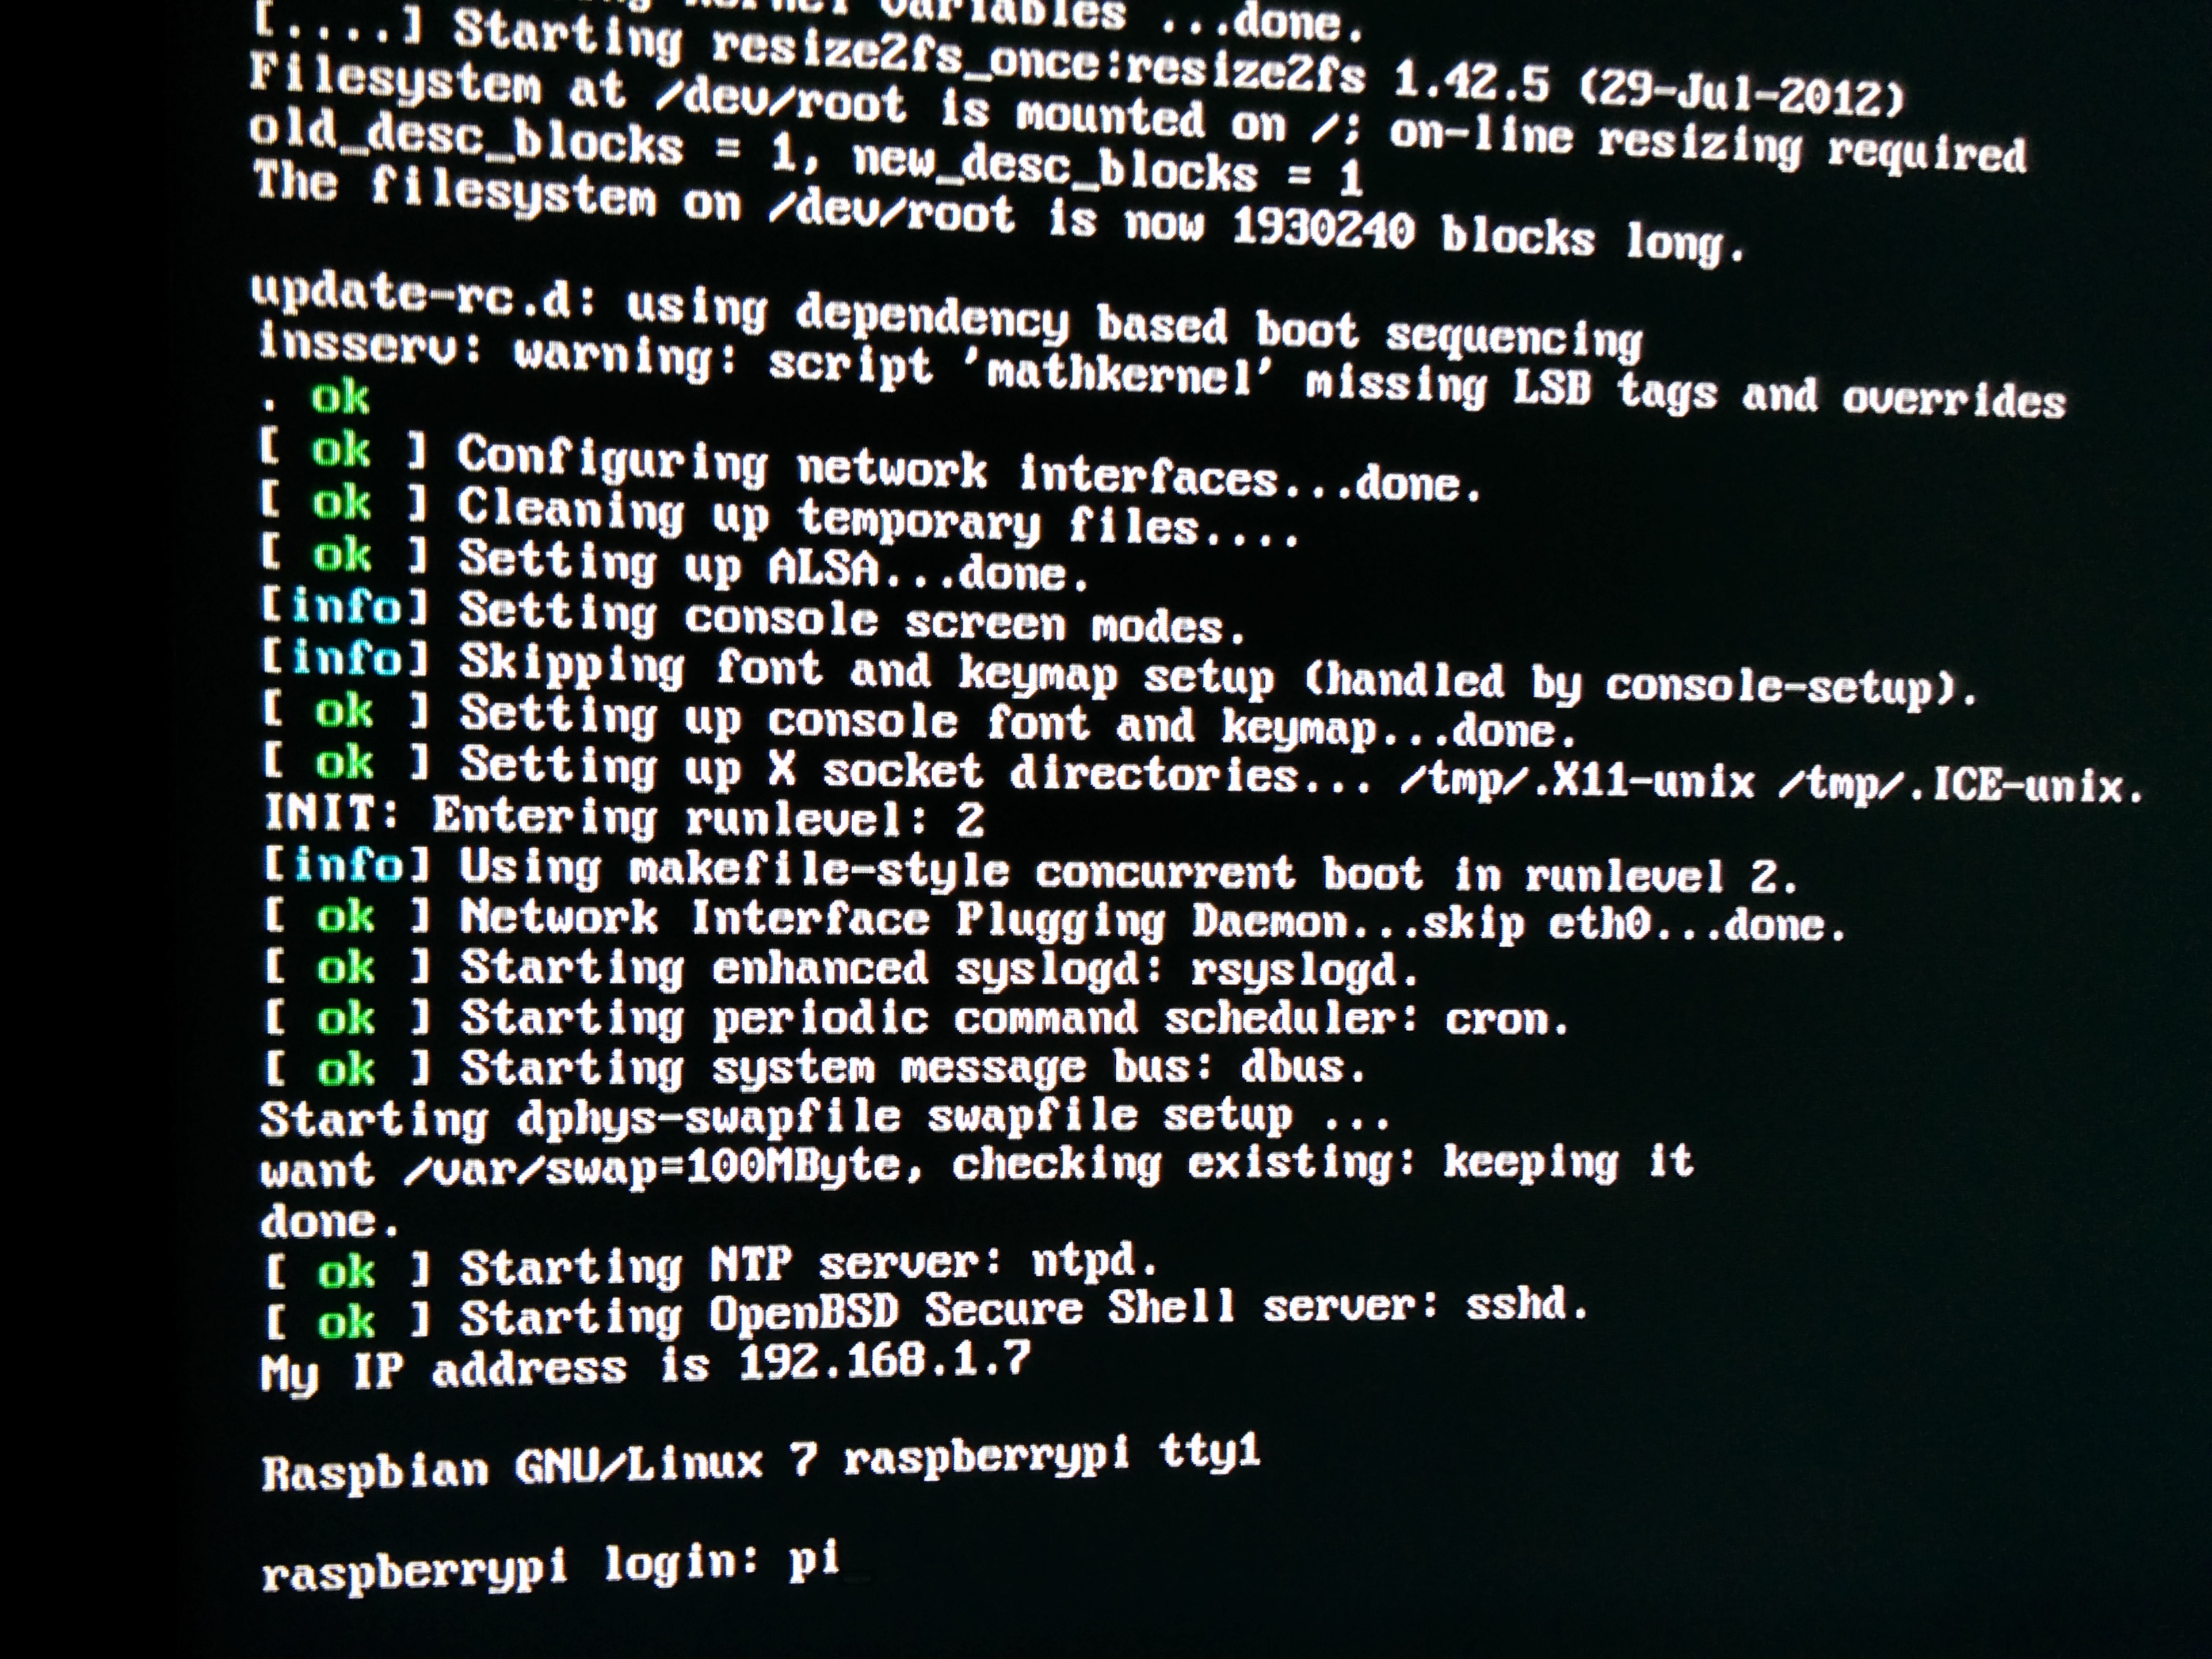 variables ...done.
[....] Starting resize2fs_once:resize2fs 1.42.5 (29-Jul-2012)
Filesystem at /dev/root is mounted on /; on-line resizing required
old_desc_blocks = 1, new_desc_blocks = 1
The filesystem on /dev/root is now 1930240 blocks long.
update-rc.d: using dependency based boot sequencing
insserv: warning: script 'mathkernel' missing LSB tags and overrides
. ok
[ ok ] Configuring network interfaces...done.
[ ok ] Cleaning up temporary files....
[ ok ] Setting up ALSA...done.
[info] Setting console screen modes.
[info] Skipping font and keymap setup (handled by console-setup).
[ ok ] Setting up console font and keymap...done.
[ ok ] Setting up X socket directories... /tmp/.X11-unix /tmp/.ICE-unix.
INIT: Entering runlevel: 2
[info] Using makefile-style concurrent boot in runlevel 2.
[ ok ] Network Interface Plugging Daemon...skip eth0...done.
[ ok ] Starting enhanced syslogd: rsyslogd.
[ ok ] Starting periodic command scheduler: cron.
[ ok ] Starting system message bus: dbus.
Starting dphys-swapfile swapfile setup ...
want /var/swap=100MByte, checking existing: keeping it
done.
[ ok ] Starting NTP server: ntpd.
[ ok ] Starting OpenBSD Secure Shell server: sshd.
My IP address is 192.168.1.7
Raspbian GNU/Linux 7 raspberrypi tty1
raspberrypi login: pi_